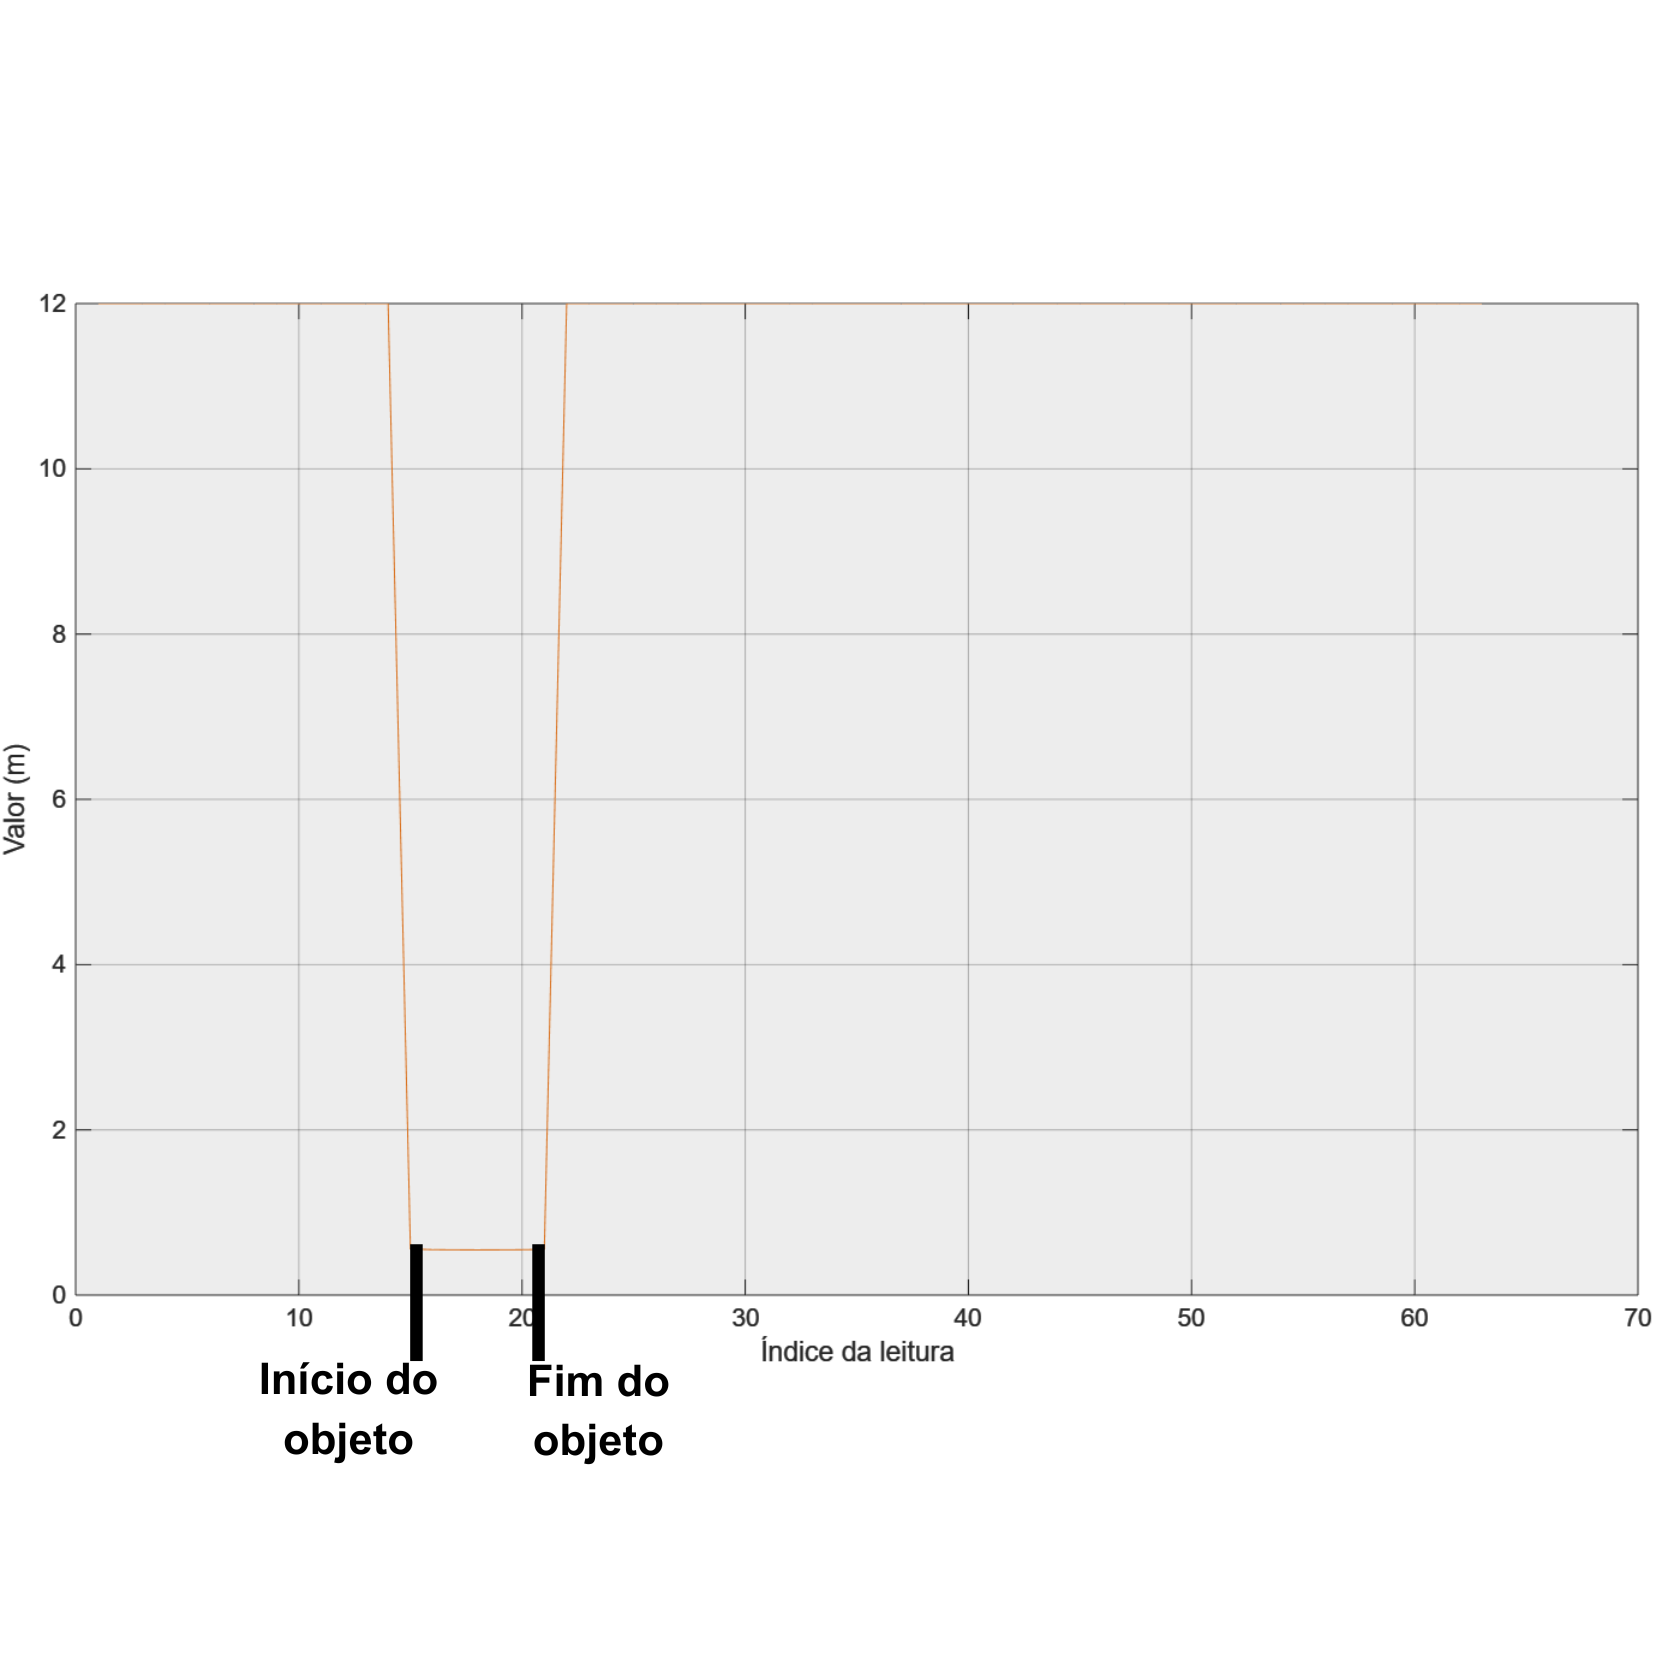 12
10
8
6
4
2
0
Valor (m)
0 10 20 30 40 50 60 70
Índice da leitura
Início do
objeto
Fim do
objeto